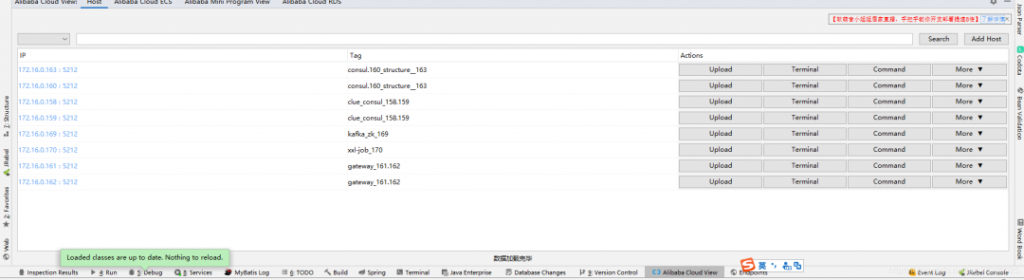 Alibaba Cloud View: Host Alibaba Cloud ECS Alibaba Mini Program View Alibaba Cloud RDS
了解详情
Search Add Host
IP Tag Actions
172.16.0.163 : 5212 consul.160_structure__163 Upload Terminal Command More ▼
172.16.0.160 : 5212 consul.160_structure__163 Upload Terminal Command More ▼
172.16.0.158 : 5212 clue_consul_158.159 Upload Terminal Command More ▼
172.16.0.159 : 5212 clue_consul_158.159 Upload Terminal Command More ▼
172.16.0.169 : 5212 kafka_zk_169 Upload Terminal Command More ▼
172.16.0.170 : 5212 xxl-job_170 Upload Terminal Command More ▼
172.16.0.161 : 5212 gateway_161.162 Upload Terminal Command More ▼
172.16.0.162 : 5212 gateway_161.162 Upload Terminal Command More ▼
Z: Structure
JRebel
2: Favorites
Web
Json Parser
Codota
Bean Validation
Word Book
Loaded classes are up to date. Nothing to reload.
数据加载完毕
Inspection Results 4: Run 5: Debug 8: Services MyBatis Log 6: TODO Build Spring Terminal Java Enterprise Database Changes 9: Version Control Alibaba Cloud View Endpoints Event Log JRebel Console
S 英